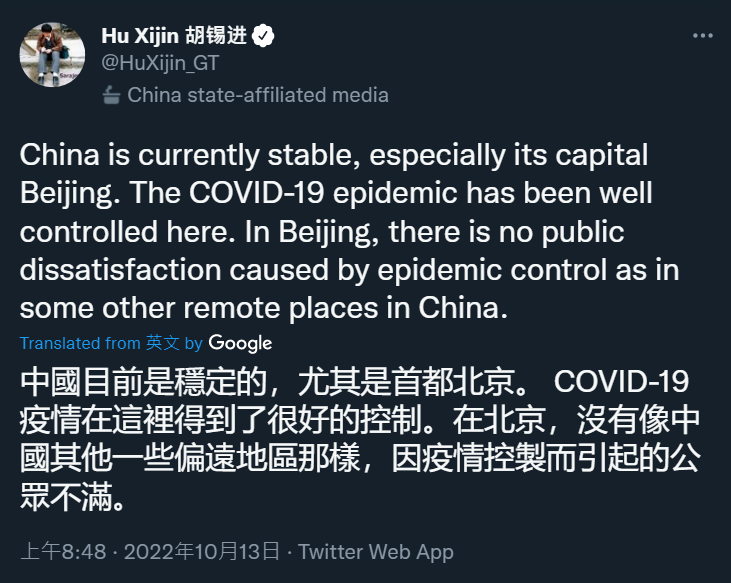 Hu Xijin 胡锡进
@HuXijin_GT
China state-affiliated media
China is currently stable, especially its capital
Beijing. The COVID-19 epidemic has been well
controlled here. In Beijing, there is no public
dissatisfaction caused by epidemic control as in
some other remote places in China.
Translated from 英文 by Google
中國目前是穩定的，尤其是首都北京。 COVID-19
疫情在這裡得到了很好的控制。在北京，沒有像中
國其他一些偏遠地區那樣，因疫情控製而引起的公
眾不滿。
上午8:48 · 2022年10月13日 · Twitter Web App